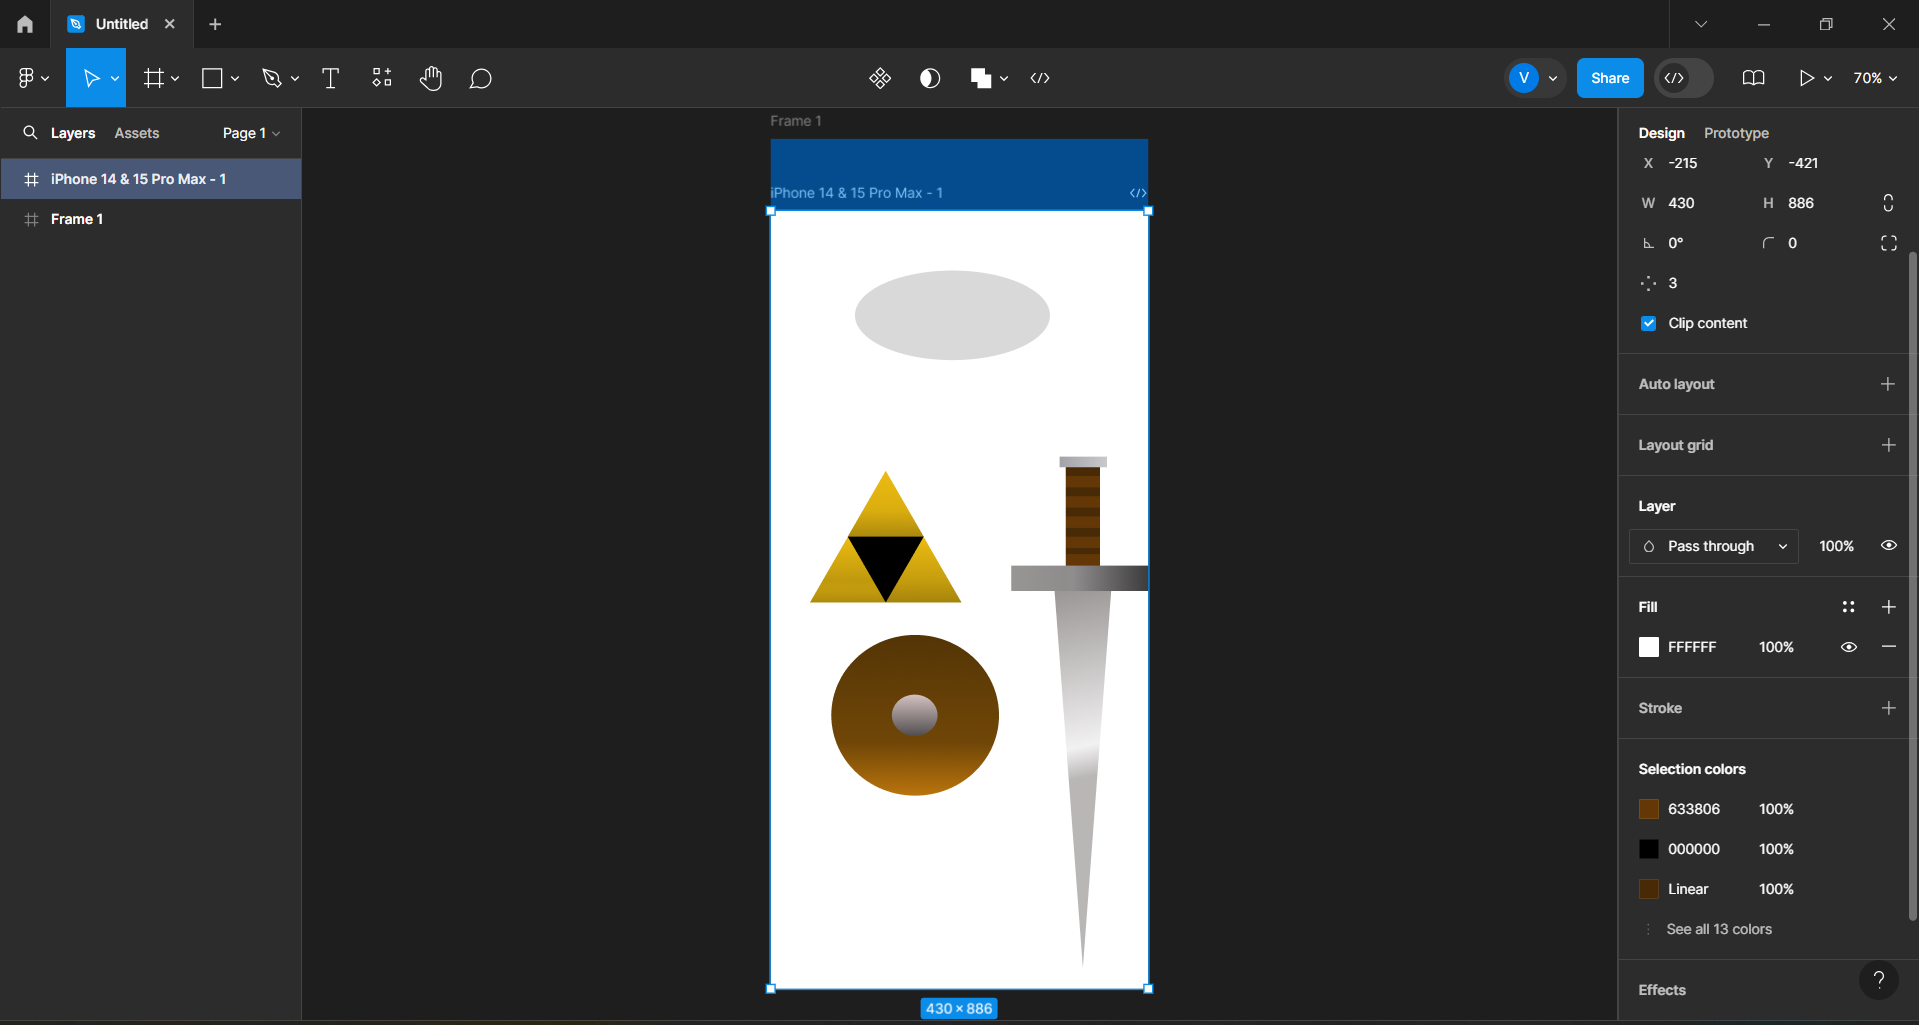 Untitled
V
Share
70%
Layers
Assets
Page 1
iPhone 14 & 15 Pro Max - 1
Frame 1
Frame 1
iPhone 14 & 15 Pro Max - 1
430 × 886
Design
Prototype
X -215 Y -421
W 430 H 886
0° 0
3
Clip content
Auto layout
Layout grid
Layer
Pass through 100%
Fill
FFFFFF 100%
Stroke
Selection colors
633806 100%
000000 100%
Linear 100%
See all 13 colors
Effects
?